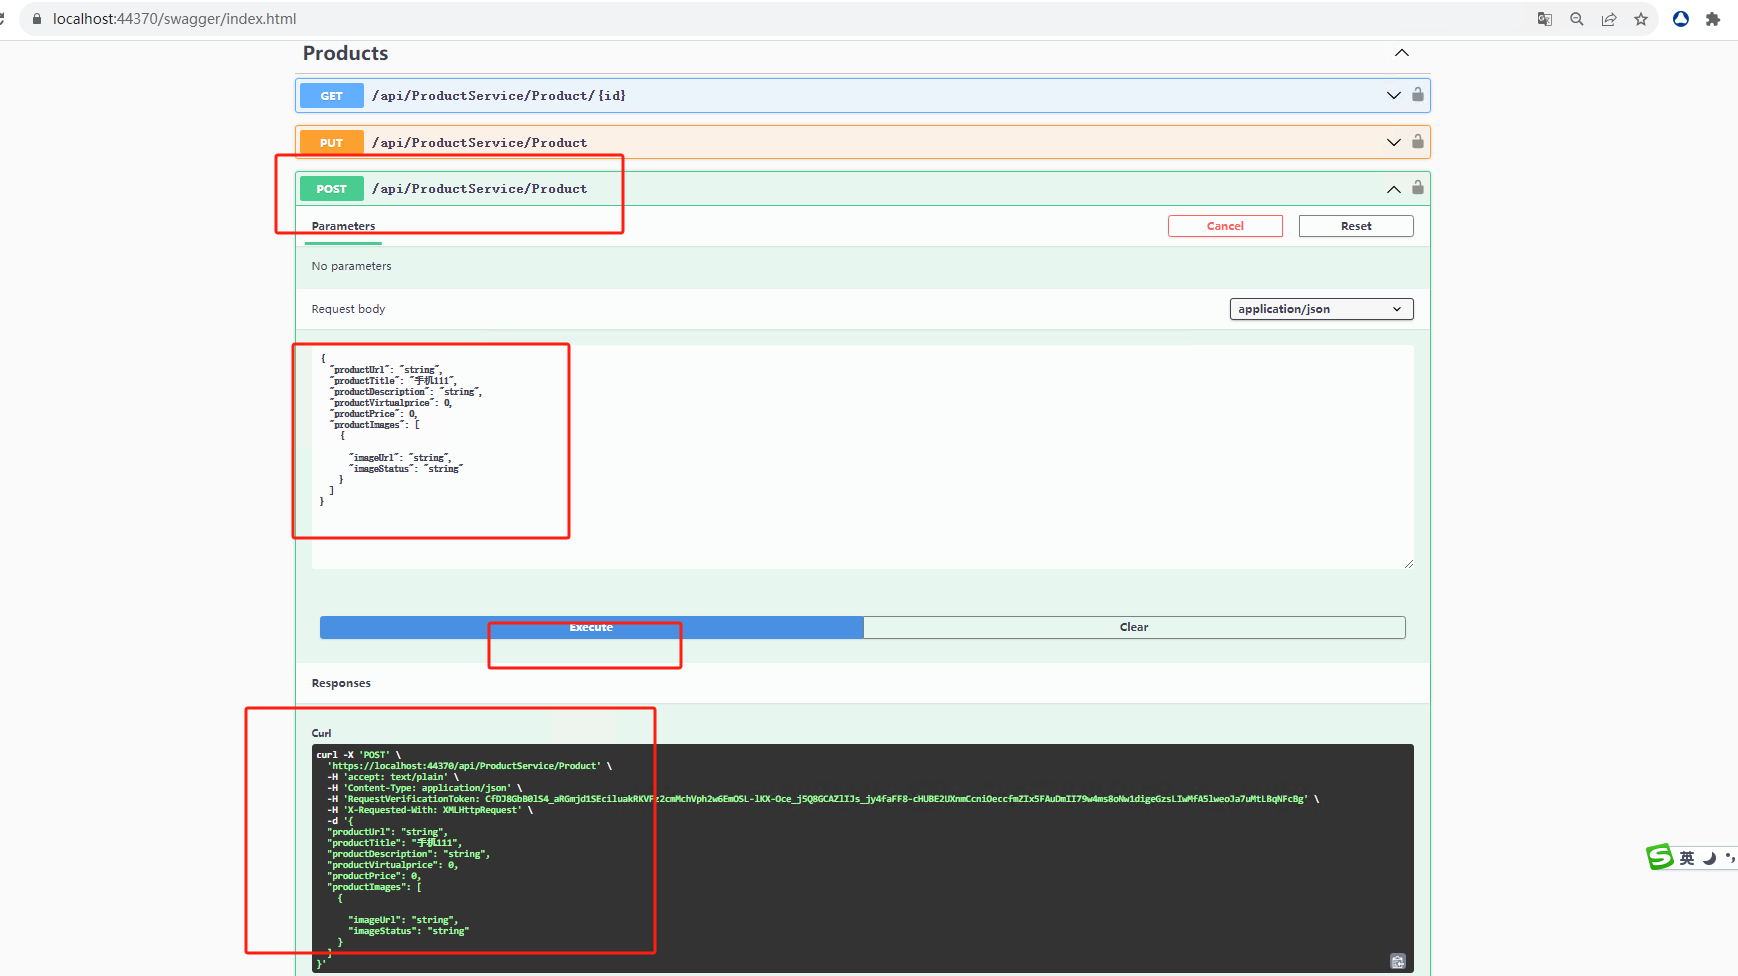 localhost:44370/swagger/index.html
Products
GET /api/ProductService/Product/{id}
PUT /api/ProductService/Product
POST /api/ProductService/Product
Parameters
Cancel
Reset
No parameters
Request body
application/json
{
"productUrl": "string",
"productTitle": "手机111",
"productDescription": "string",
"productVirtualprice": 0,
"productPrice": 0,
"productImages": [
{
"imageUrl": "string",
"imageStatus": "string"
}
]
}
Execute
Clear
Responses
Curl
curl -X 'POST' \
'https://localhost:44370/api/ProductService/Product' \
-H 'accept: text/plain' \
-H 'Content-Type: application/json' \
-H 'RequestVerificationToken:
-H 'X-Requested-With: XMLHttpRequest' \
-d '{
"productUrl": "string",
"productTitle": "手机111",
"productDescription": "string",
"productVirtualprice": 0,
"productPrice": 0,
"productImages": [
{
"imageUrl": "string",
"imageStatus": "string"
}
]
}'
英